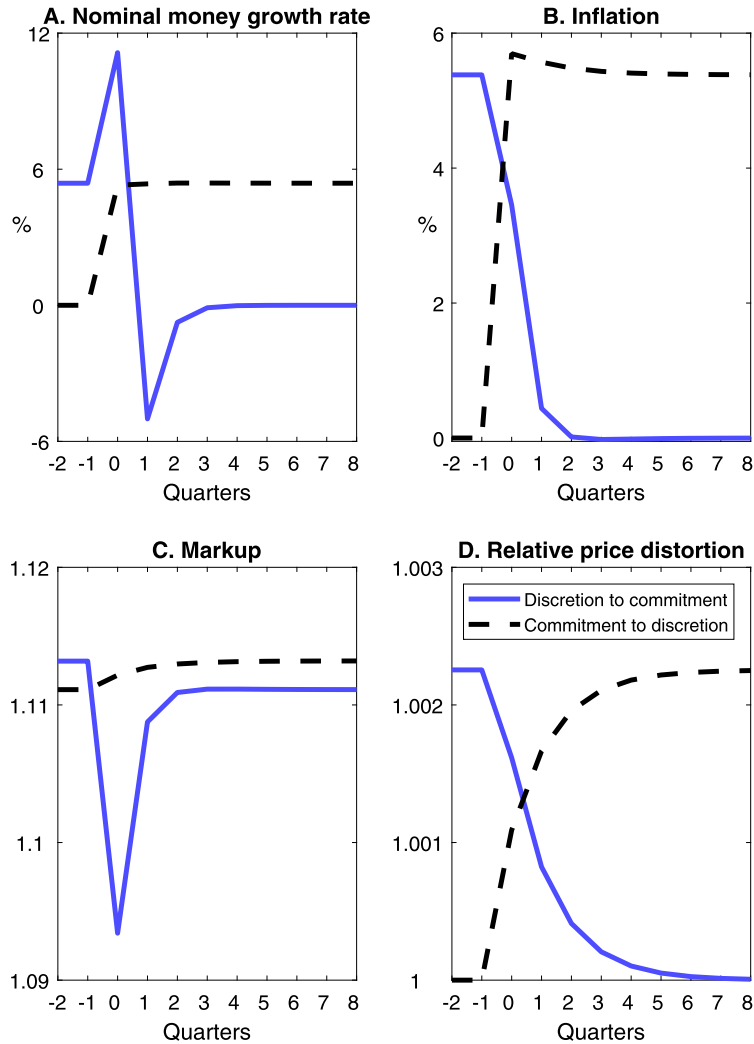 A. Nominal money growth rate
12
6
%
0
-6
-2 -1 0 1 2 3 4 5 6 7 8
Quarters
B. Inflation
6
4
%
2
0
-2 -1 0 1 2 3 4 5 6 7 8
Quarters
C. Markup
1.12
1.11
1.1
1.09
-2 -1 0 1 2 3 4 5 6 7 8
Quarters
D. Relative price distortion
1.003
Discretion to commitment
Commitment to discretion
1.002
1.001
1
-2 -1 0 1 2 3 4 5 6 7 8
Quarters